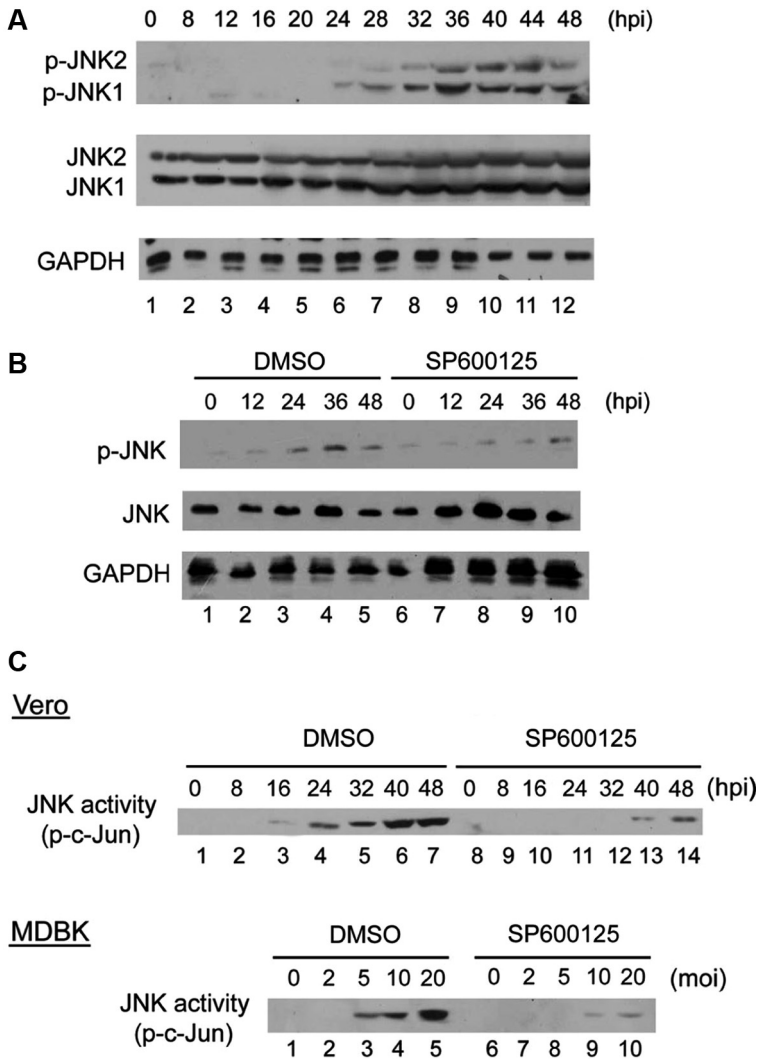 A
0 8 12 16 20 24 28 32 36 40 44 48 (hpi)
p-JNK2
p-JNK1
JNK2
JNK1
GAPDH
1 2 3 4 5 6 7 8 9 10 11 12
B
DMSO SP600125
0 12 24 36 48 0 12 24 36 48 (hpi)
p-JNK
JNK
GAPDH
1 2 3 4 5 6 7 8 9 10
C
Vero
DMSO SP600125
0 8 16 24 32 40 48 0 8 16 24 32 40 48 (hpi)
JNK activity
(p-c-Jun)
1 2 3 4 5 6 7 8 9 10 11 12 13 14
MDBK
DMSO SP600125
0 2 5 10 20 0 2 5 10 20 (moi)
JNK activity
(p-c-Jun)
1 2 3 4 5 6 7 8 9 10